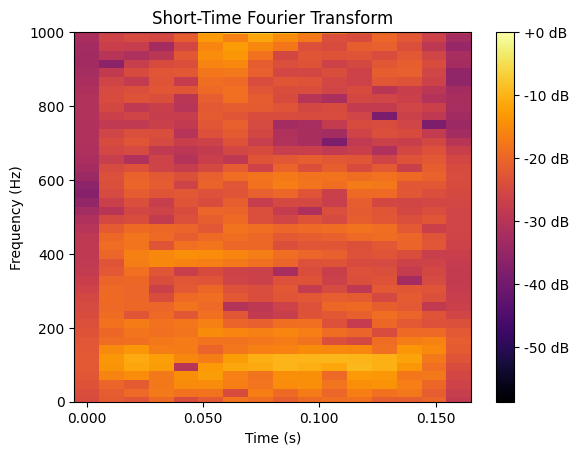 Short-Time Fourier Transform
1000
800
600
400
200
0
Frequency (Hz)
0.000
0.050
0.100
0.150
Time (s)
+0 dB
-10 dB
-20 dB
-30 dB
-40 dB
-50 dB